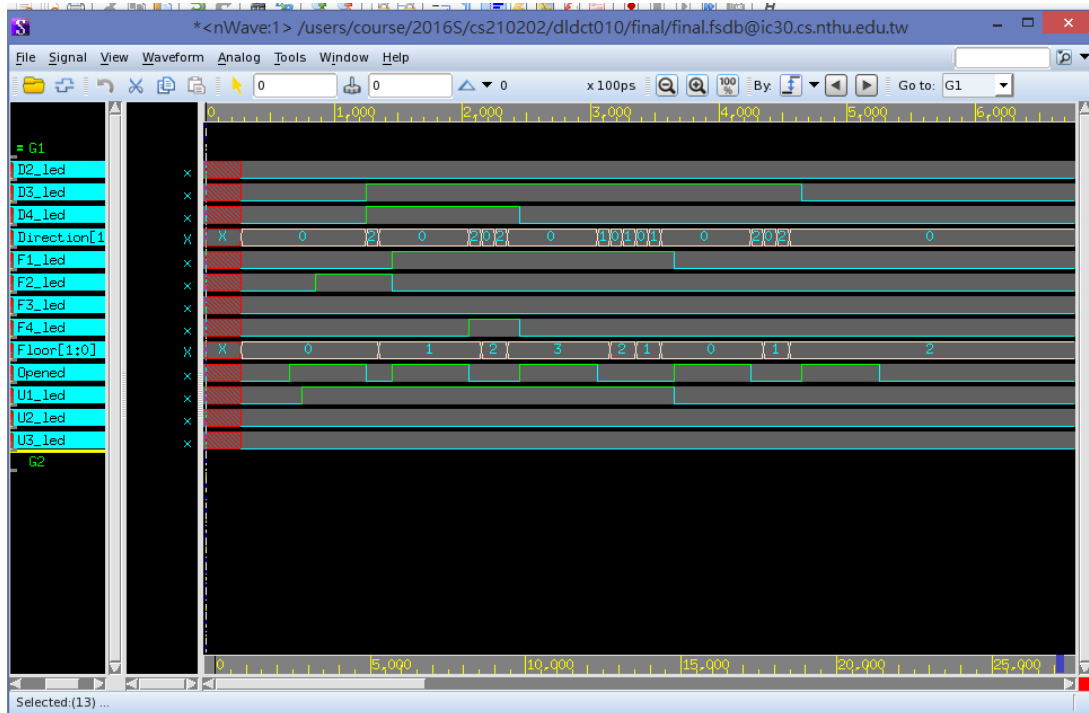 *<nWave:1> /users/course/2016S/cs210202/dldct010/final/final.fsdb@ic30.cs.nthu.edu.tw
File Signal View Waveform Analog Tools Window Help
0 0 0 x 100ps 100 % By: Go to: G1
0 1,000 2,000 3,000 4,000 5,000 6,000
= G1
D2_led x
D3_led x
D4_led x
Direction[1 X X 0 2 0 2 0 2 0 1 0 1 0 1 0 2 0 2 0
F1_led x
F2_led x
F3_led x
F4_led x
Floor[1:0] X X 0 1 2 3 2 1 0 1 2
Opened x
U1_led x
U2_led x
U3_led x
G2
0 5,000 10,000 15,000 20,000 25,000
Selected:(13) ...